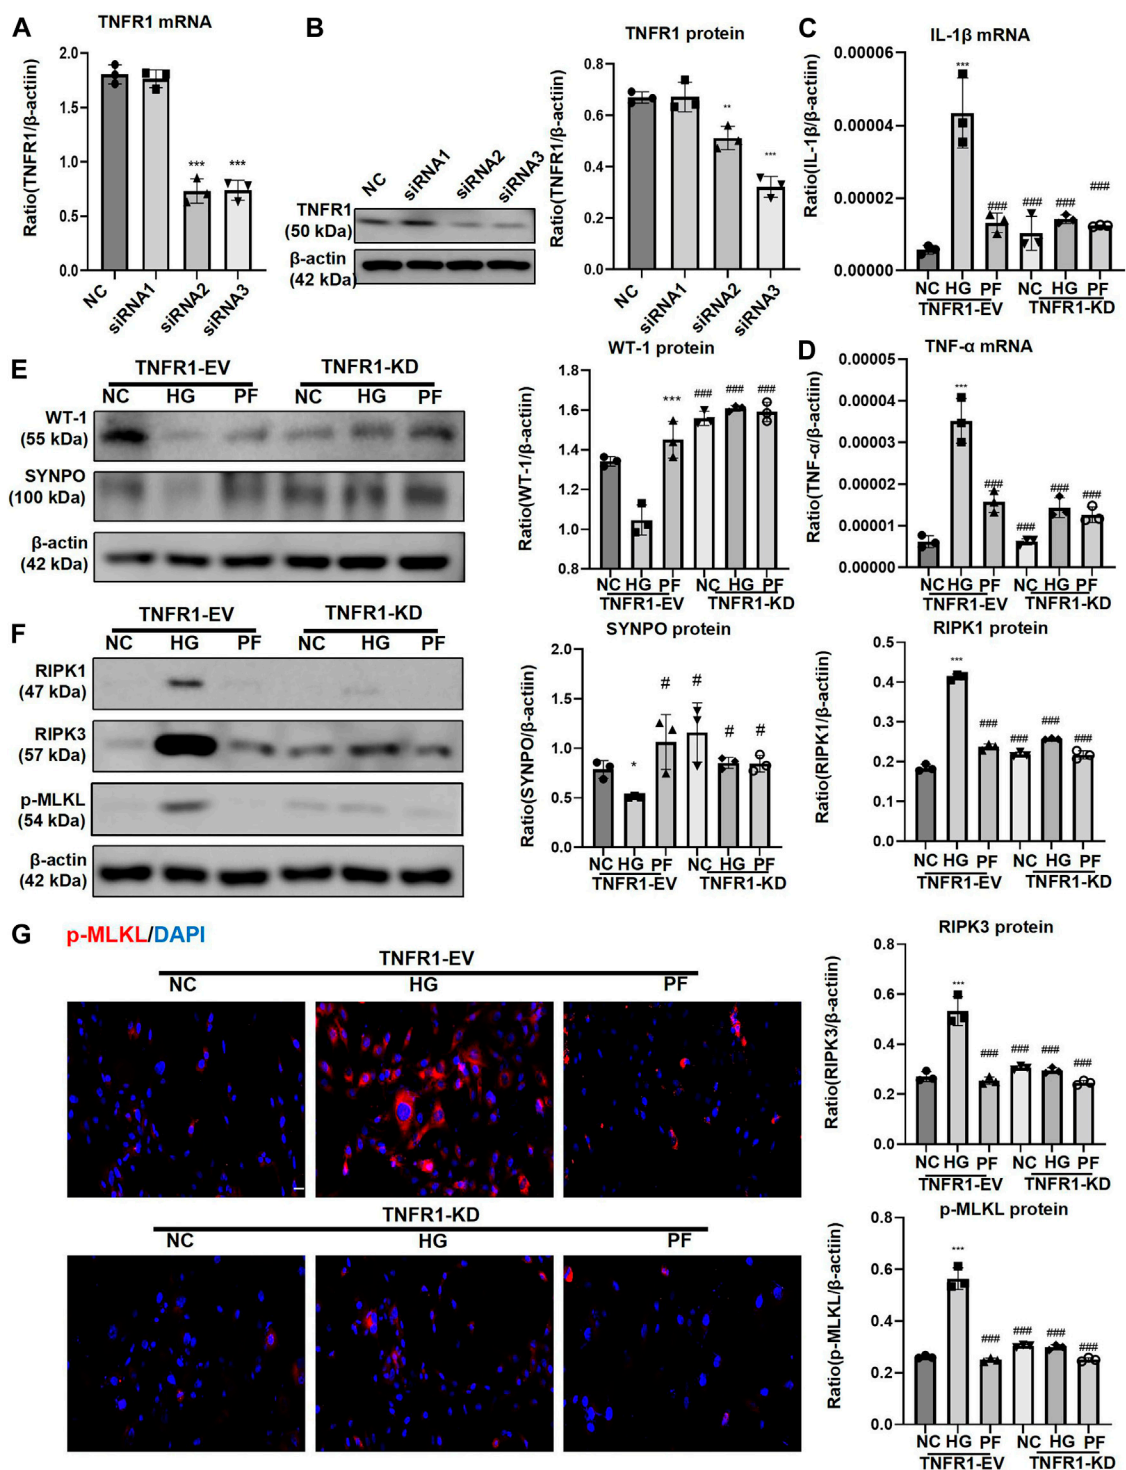 A
TNFR1 mRNA
Ratio(TNFR1/β-actiin)
2.0
1.5
1.0
0.5
0.0
***
***
NC
siRNA1
siRNA2
siRNA3
B
NC
siRNA1
siRNA2
siRNA3
TNFR1
(50 kDa)
β-actin
(42 kDa)
TNFR1 protein
Ratio(TNFR1/β-actiin)
0.8
0.6
0.4
0.2
0.0
**
***
NC
siRNA1
siRNA2
siRNA3
C
IL-1β mRNA
Ratio(IL-1β/β-actiin)
0.00006
0.00004
0.00002
0.00000
***
###
###
###
###
NC HG PF NC HG PF
TNFR1-EV TNFR1-KD
E
TNFR1-EV TNFR1-KD
NC HG PF NC HG PF
WT-1
(55 kDa)
SYNPO
(100 kDa)
β-actin
(42 kDa)
WT-1 protein
Ratio(WT-1/β-actiin)
1.8
1.6
1.4
1.2
1.0
0.8
***
###
###
###
NC HG PF NC HG PF
TNFR1-EV TNFR1-KD
D
TNF-α mRNA
Ratio(TNF-α/β-actiin)
0.00005
0.00004
0.00003
0.00002
0.00001
0.00000
***
###
###
###
###
NC HG PF NC HG PF
TNFR1-EV TNFR1-KD
F
TNFR1-EV TNFR1-KD
NC HG PF NC HG PF
RIPK1
(47 kDa)
RIPK3
(57 kDa)
p-MLKL
(54 kDa)
β-actin
(42 kDa)
SYNPO protein
Ratio(SYNPO/β-actiin)
2.0
1.5
1.0
0.5
0.0
*
#
#
#
#
NC HG PF NC HG PF
TNFR1-EV TNFR1-KD
RIPK1 protein
Ratio(RIPK1/β-actiin)
0.5
0.4
0.3
0.2
0.1
0.0
***
###
###
###
###
NC HG PF NC HG PF
TNFR1-EV TNFR1-KD
G
p-MLKL/DAPI
TNFR1-EV
NC HG PF
TNFR1-KD
NC HG PF
RIPK3 protein
Ratio(RIPK3/β-actiin)
0.8
0.6
0.4
0.2
0.0
***
###
###
###
###
NC HG PF NC HG PF
TNFR1-EV TNFR1-KD
p-MLKL protein
Ratio(p-MLKL/β-actiin)
0.8
0.6
0.4
0.2
0.0
***
###
###
###
###
NC HG PF NC HG PF
TNFR1-EV TNFR1-KD